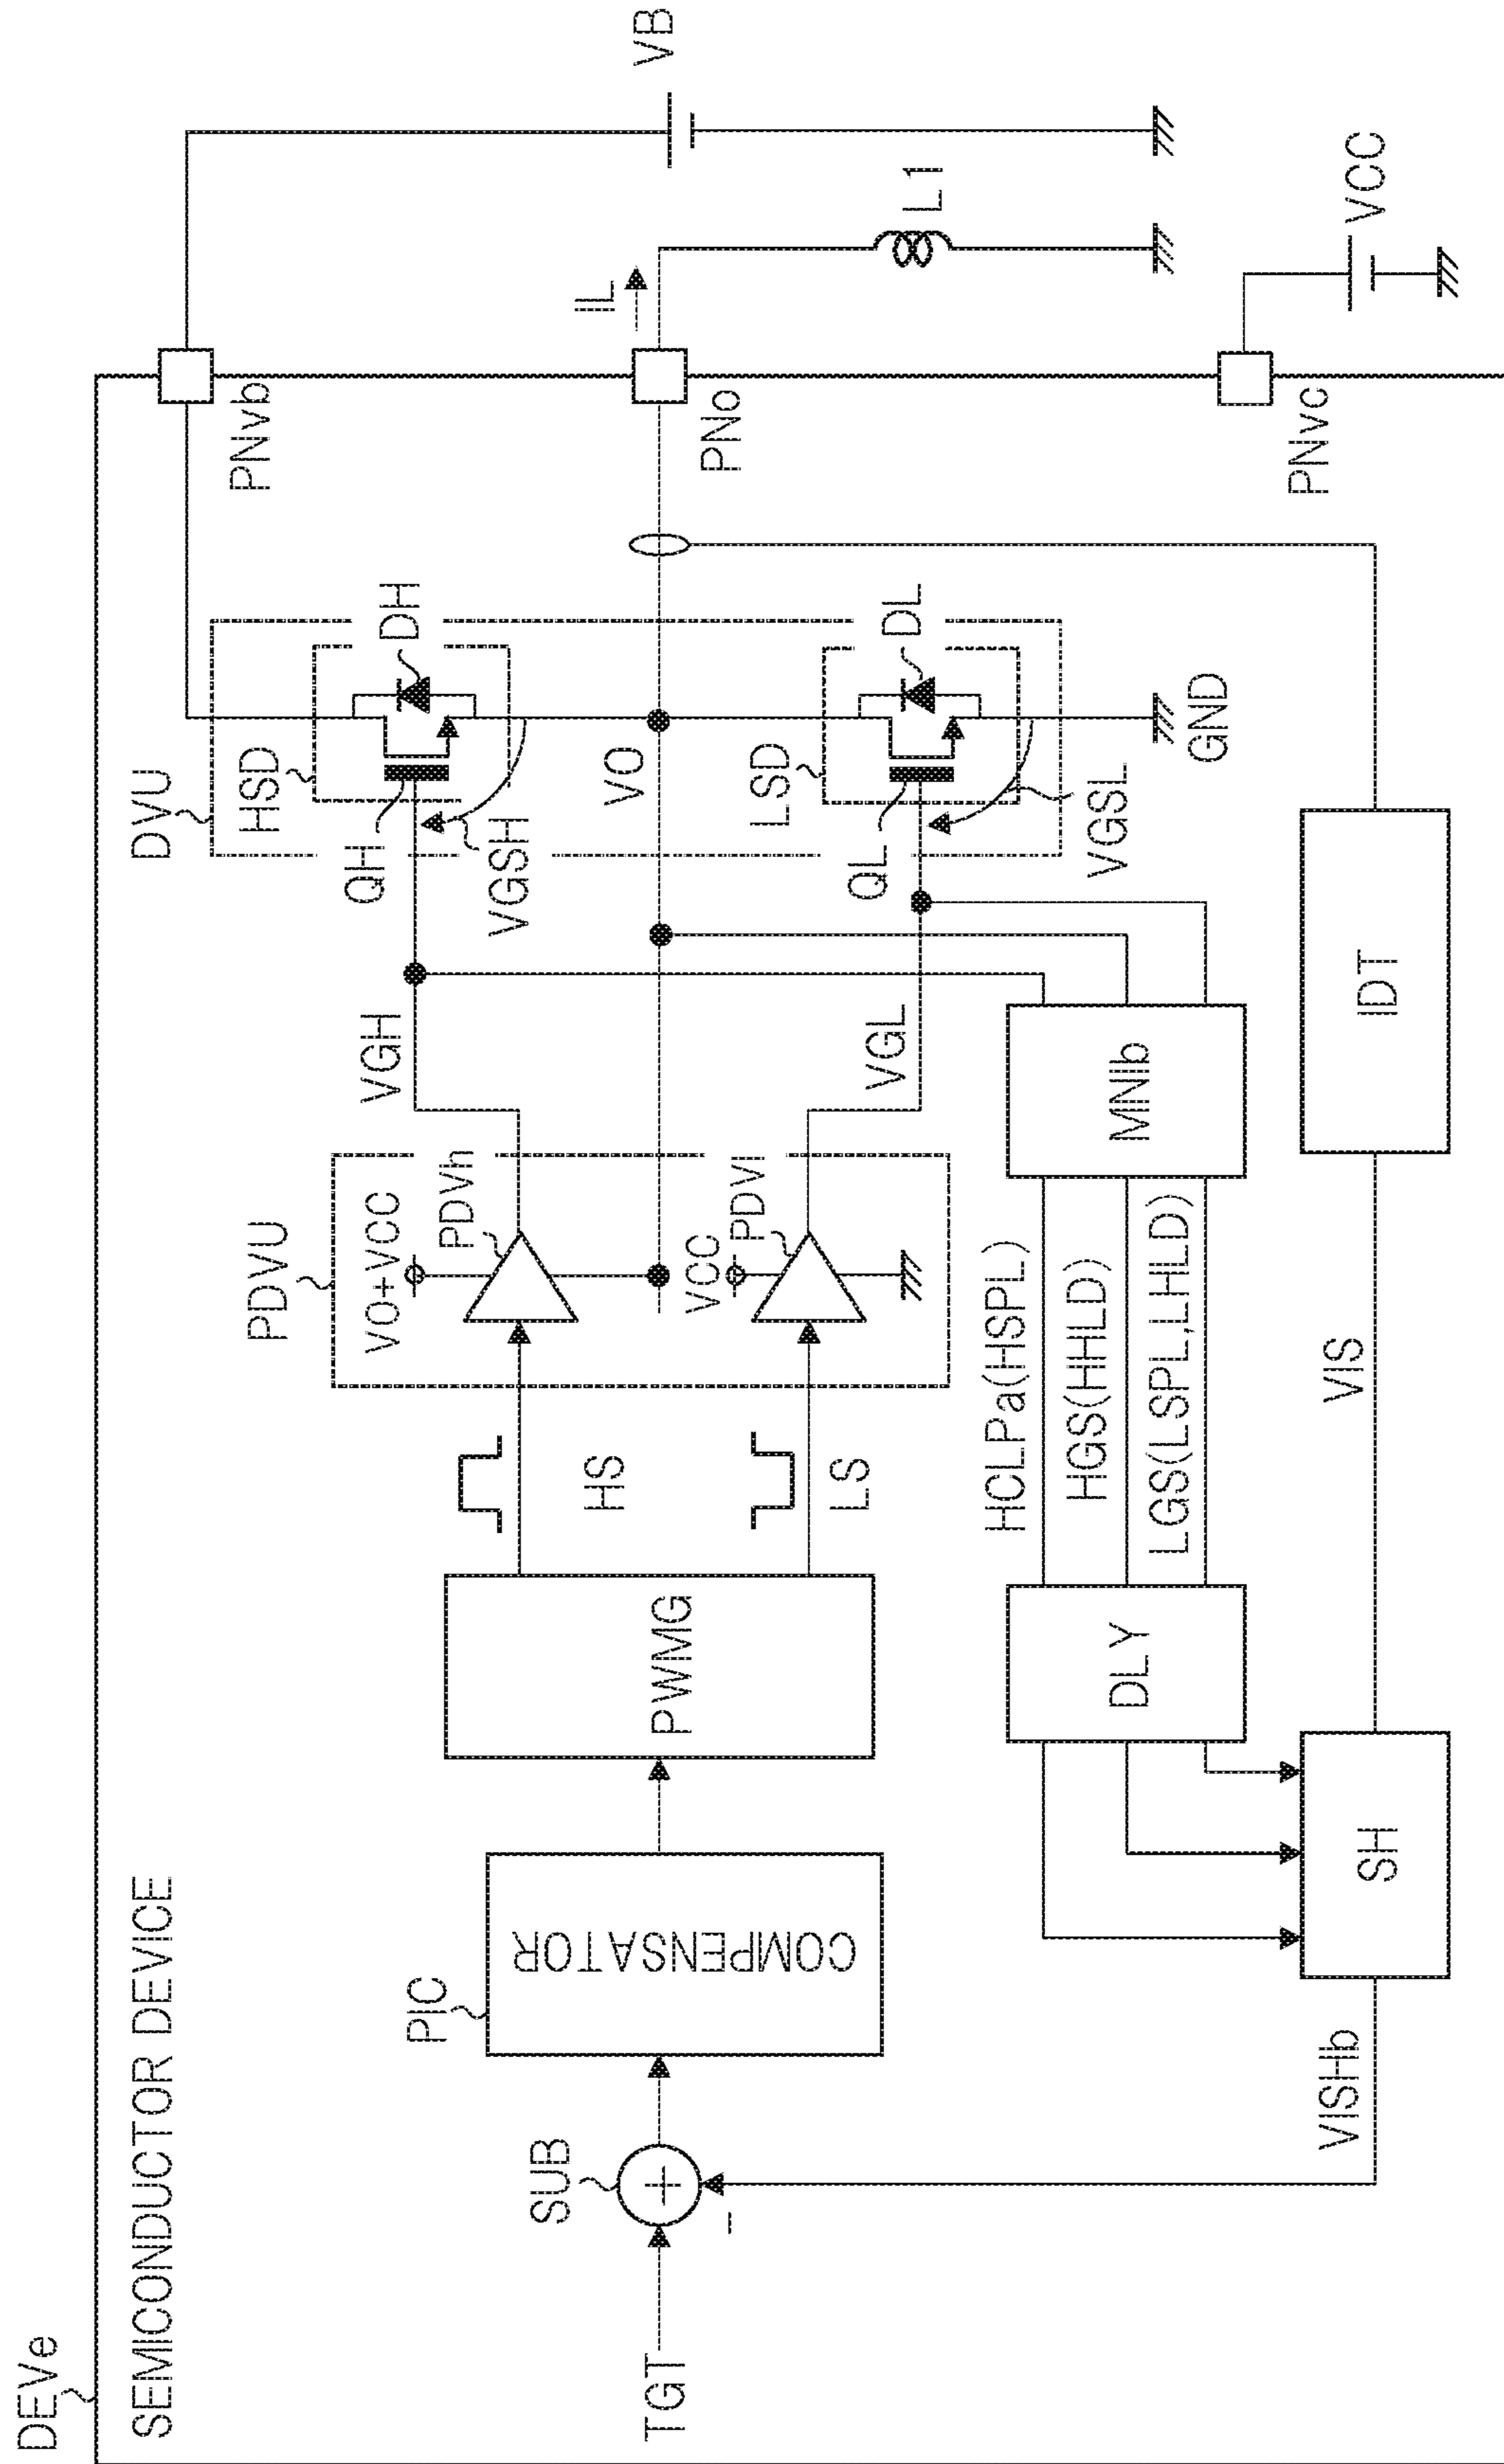 DEVe
SEMICONDUCTOR DEVICE
TGT
SUB
+
-
PIC
COMPENSATOR
PWMG
HS
LS
PDVU
VO+VCC
PDVh
VCC
PDVl
VGH
VGL
DVU
HSD
QH
DH
VGSH
VO
LSD
QL
DL
VGSL
GND
PNvb
PNo
PNvc
IL
L1
VB
VCC
HCLPa(HSPL)
HGS(HHLD)
LGS(LSPL,LHLD)
MNIb
DLY
SH
IDT
VIS
VISHb